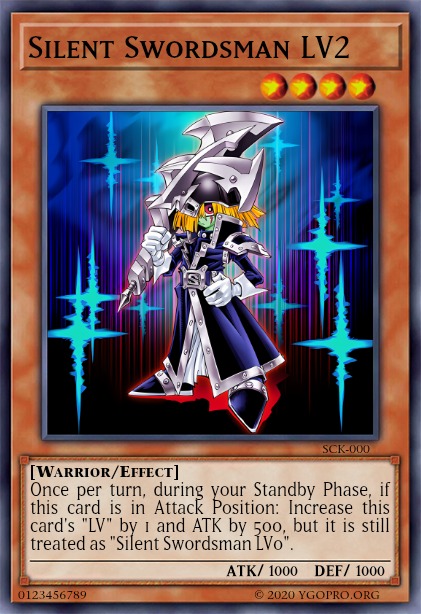 Silent Swordsman LV2
SCK-000
[Warrior/Effect]
Once per turn, during your Standby Phase, if
this card is in Attack Position: Increase this
card's "LV" by 1 and ATK by 500, but it is still
treated as "Silent Swordsman LV0".
ATK/ 1000 DEF/ 1000
0123456789
© 2020 YGOPRO.ORG